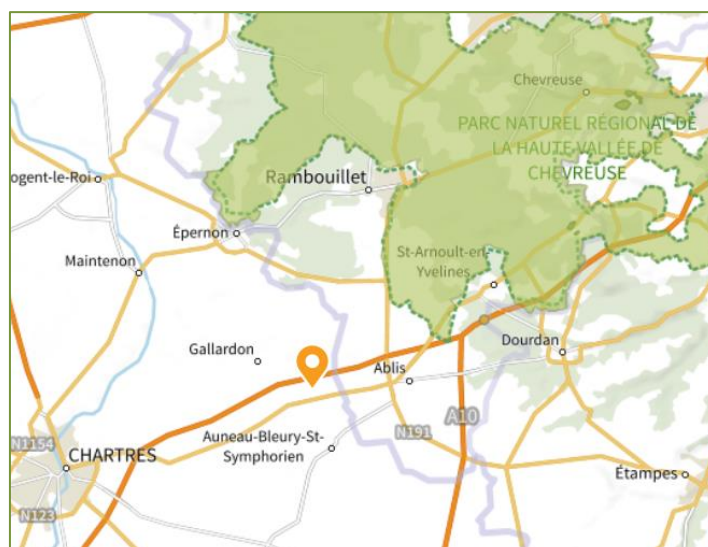 Chevreuse
PARC NATUREL RÉGIONAL DE
LA HAUTE VALLÉE DE
CHEVREUSE
ogent-le-Roi
Rambouillet
Épernon
St-Arnoult-en-
Yvelines
Maintenon
Gallardon
Dourdan
Ablis
A10
Auneau-Bleury-St-
Symphorien
N191
N1154
CHARTRES
Étampes
N123